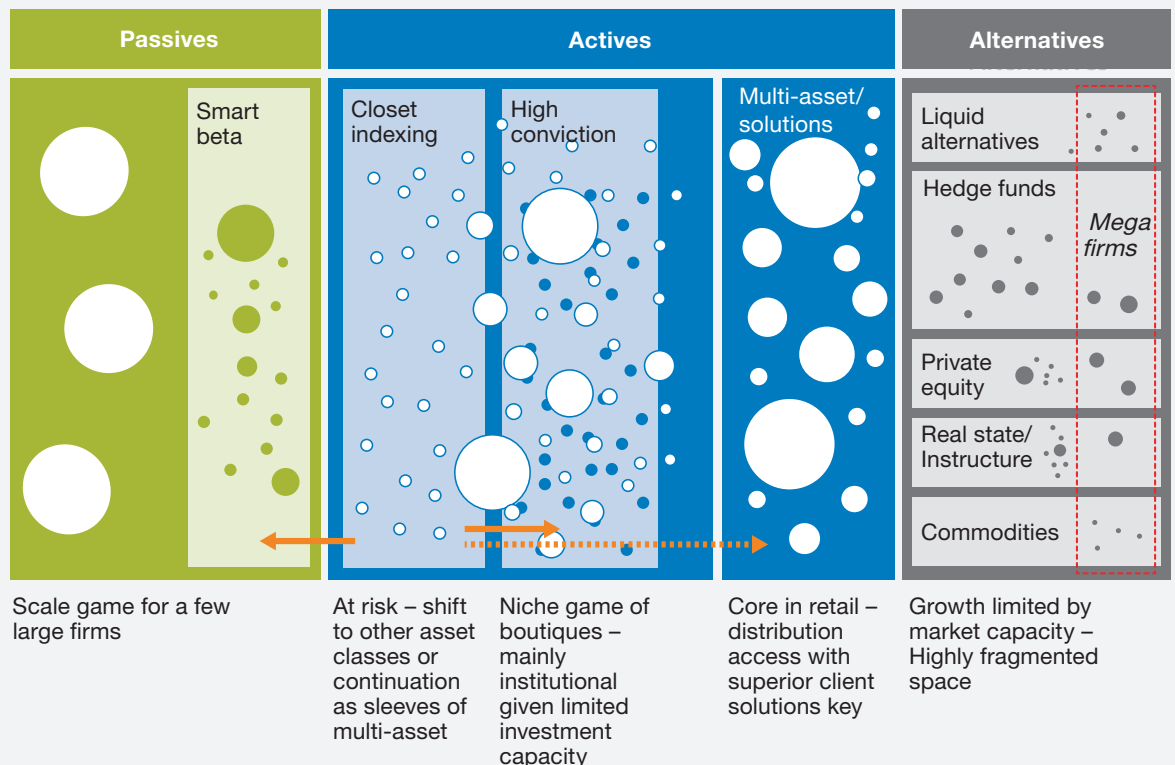 Passives
Actives
Alternatives
Smart
beta
Closet
indexing
High
conviction
Multi-asset/
solutions
Liquid
alternatives
Hedge funds
Mega
firms
Private
equity
Real state/
Instructure
Commodities
Scale game for a few
large firms
At risk – shift
to other asset
classes or
continuation
as sleeves of
multi-asset
Niche game of
boutiques –
mainly
institutional
given limited
investment
capacity
Core in retail –
distribution
access with
superior client
solutions key
Growth limited by
market capacity –
Highly fragmented
space